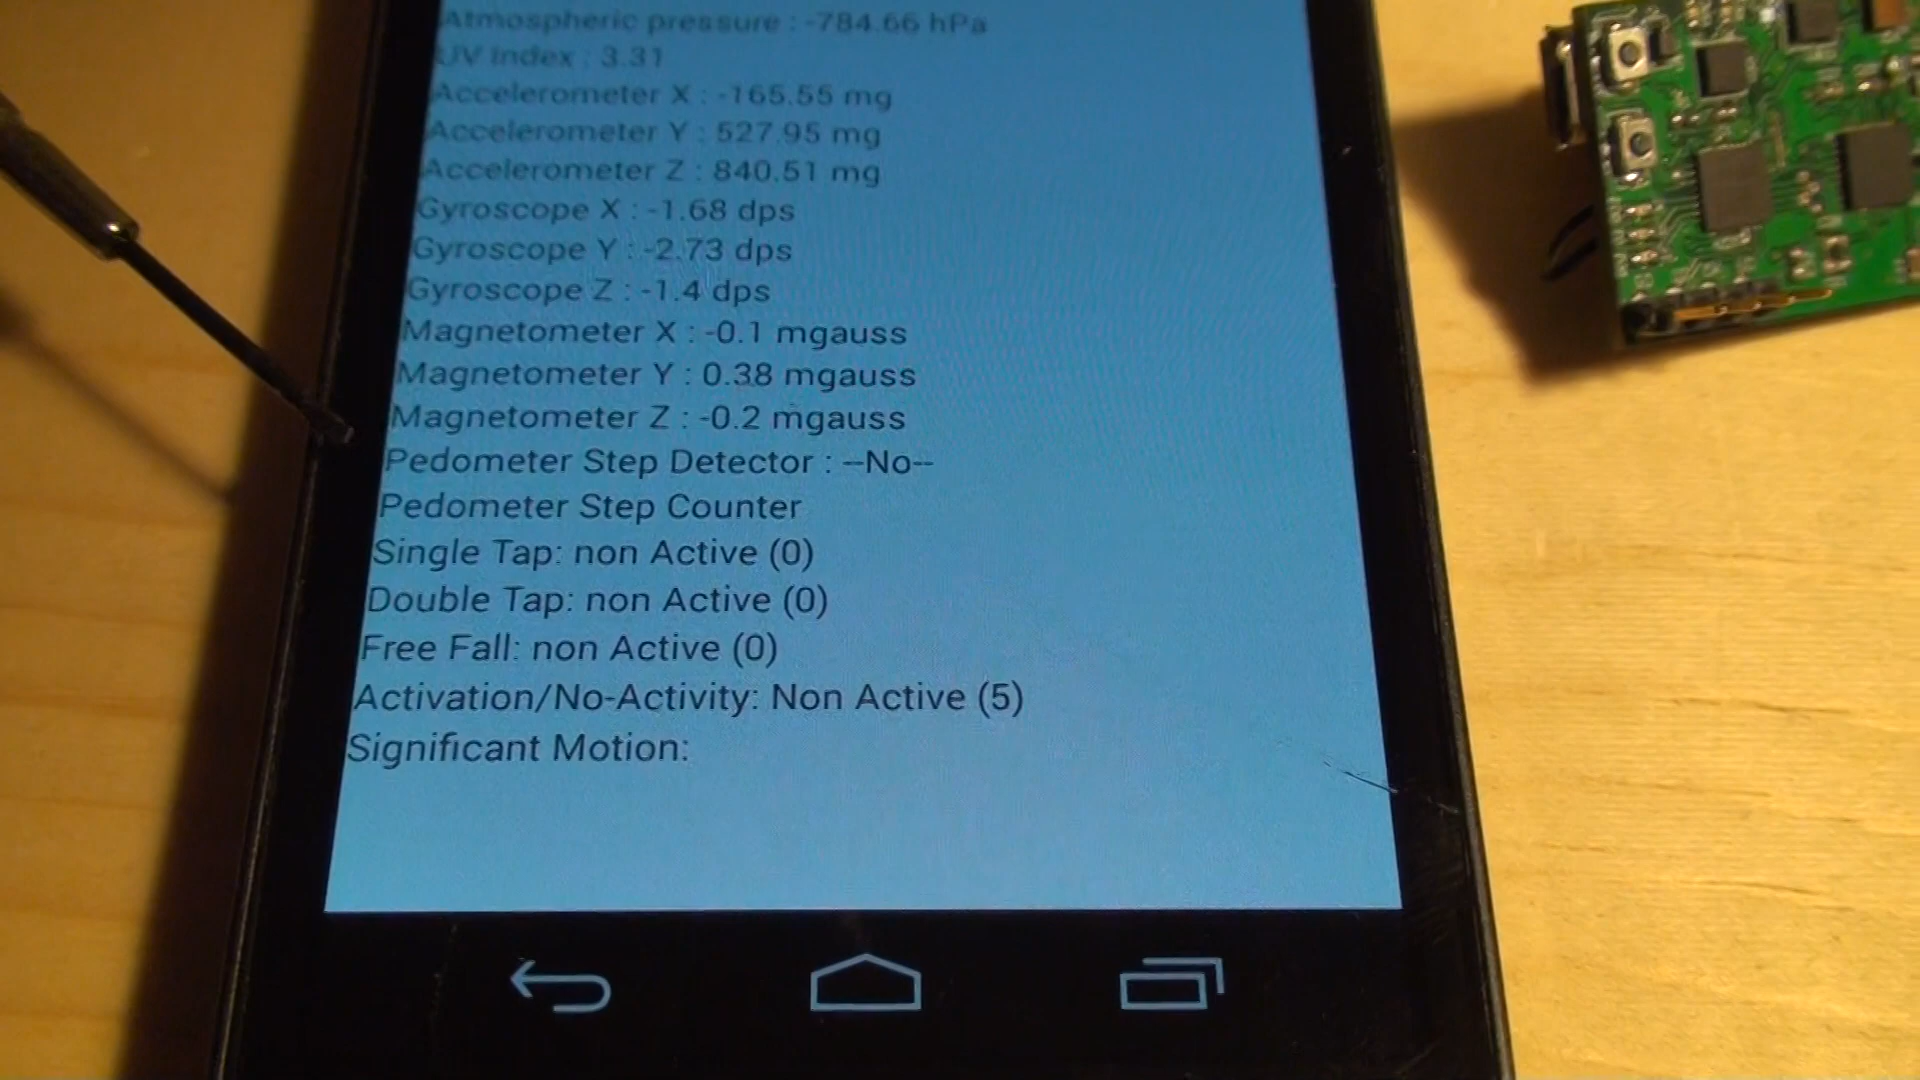 Atmospheric pressure : -784.66 hPa
UV Index : 3.31
Accelerometer X : -165.55 mg
Accelerometer Y : 527.95 mg
Accelerometer Z : 840.51 mg
Gyroscope X : -1.68 dps
Gyroscope Y : -2.73 dps
Gyroscope Z : -1.4 dps
Magnetometer X : -0.1 mgauss
Magnetometer Y : 0.38 mgauss
Magnetometer Z : -0.2 mgauss
Pedometer Step Detector : --No--
Pedometer Step Counter
Single Tap: non Active (0)
Double Tap: non Active (0)
Free Fall: non Active (0)
Activation/No-Activity: Non Active (5)
Significant Motion: